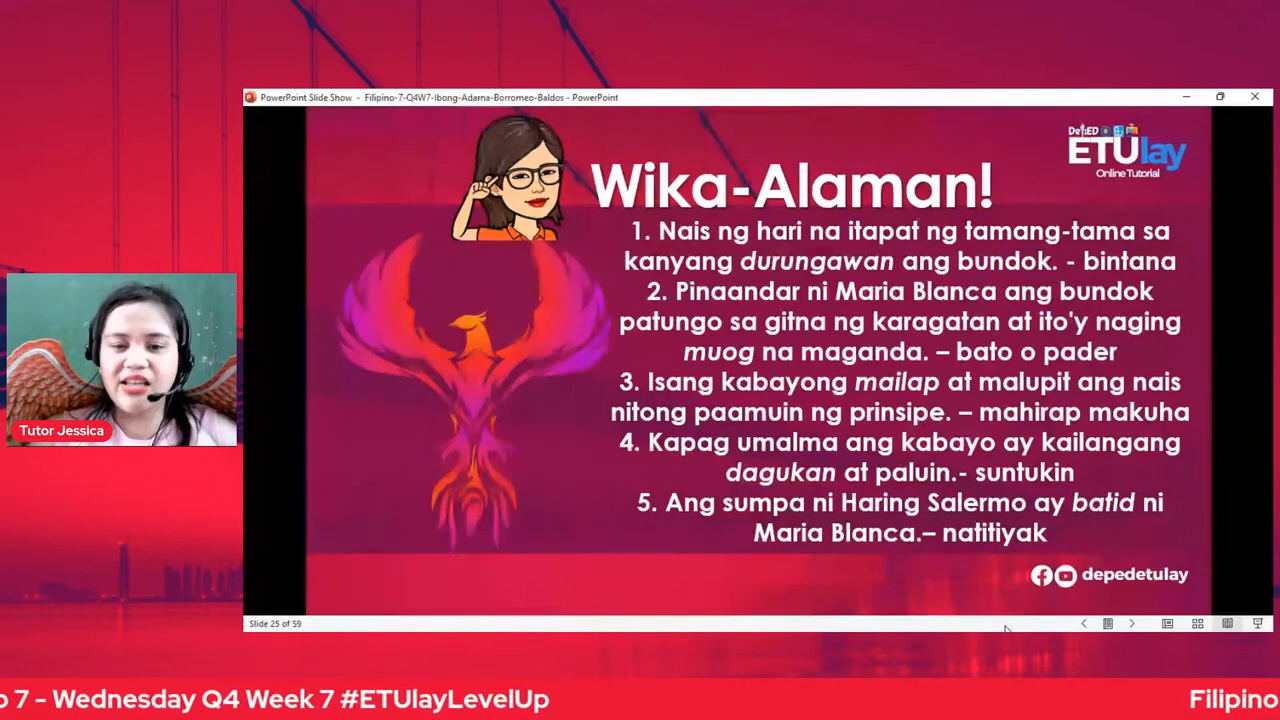 PowerPoint Slide Show - Filipino-7-Q4W7-Ibong-Adarna-Borromeo-Baldos - PowerPoint
DepED
ETUlay
Online Tutorial
Wika-Alaman!
1. Nais ng hari na itapat ng tamang-tama sa
kanyang durungawan ang bundok. - bintana
2. Pinaandar ni Maria Blanca ang bundok
patungo sa gitna ng karagatan at ito'y naging
muog na maganda. – bato o pader
3. Isang kabayong mailap at malupit ang nais
nitong paamuin ng prinsipe. – mahirap makuha
4. Kapag umalma ang kabayo ay kailangang
dagukan at paluin.- suntukin
5. Ang sumpa ni Haring Salermo ay batid ni
Maria Blanca.– natitiyak
depedetulay
Tutor Jessica
Slide 25 of 59
o 7 - Wednesday Q4 Week 7 #ETUlayLevelUp
Filipino